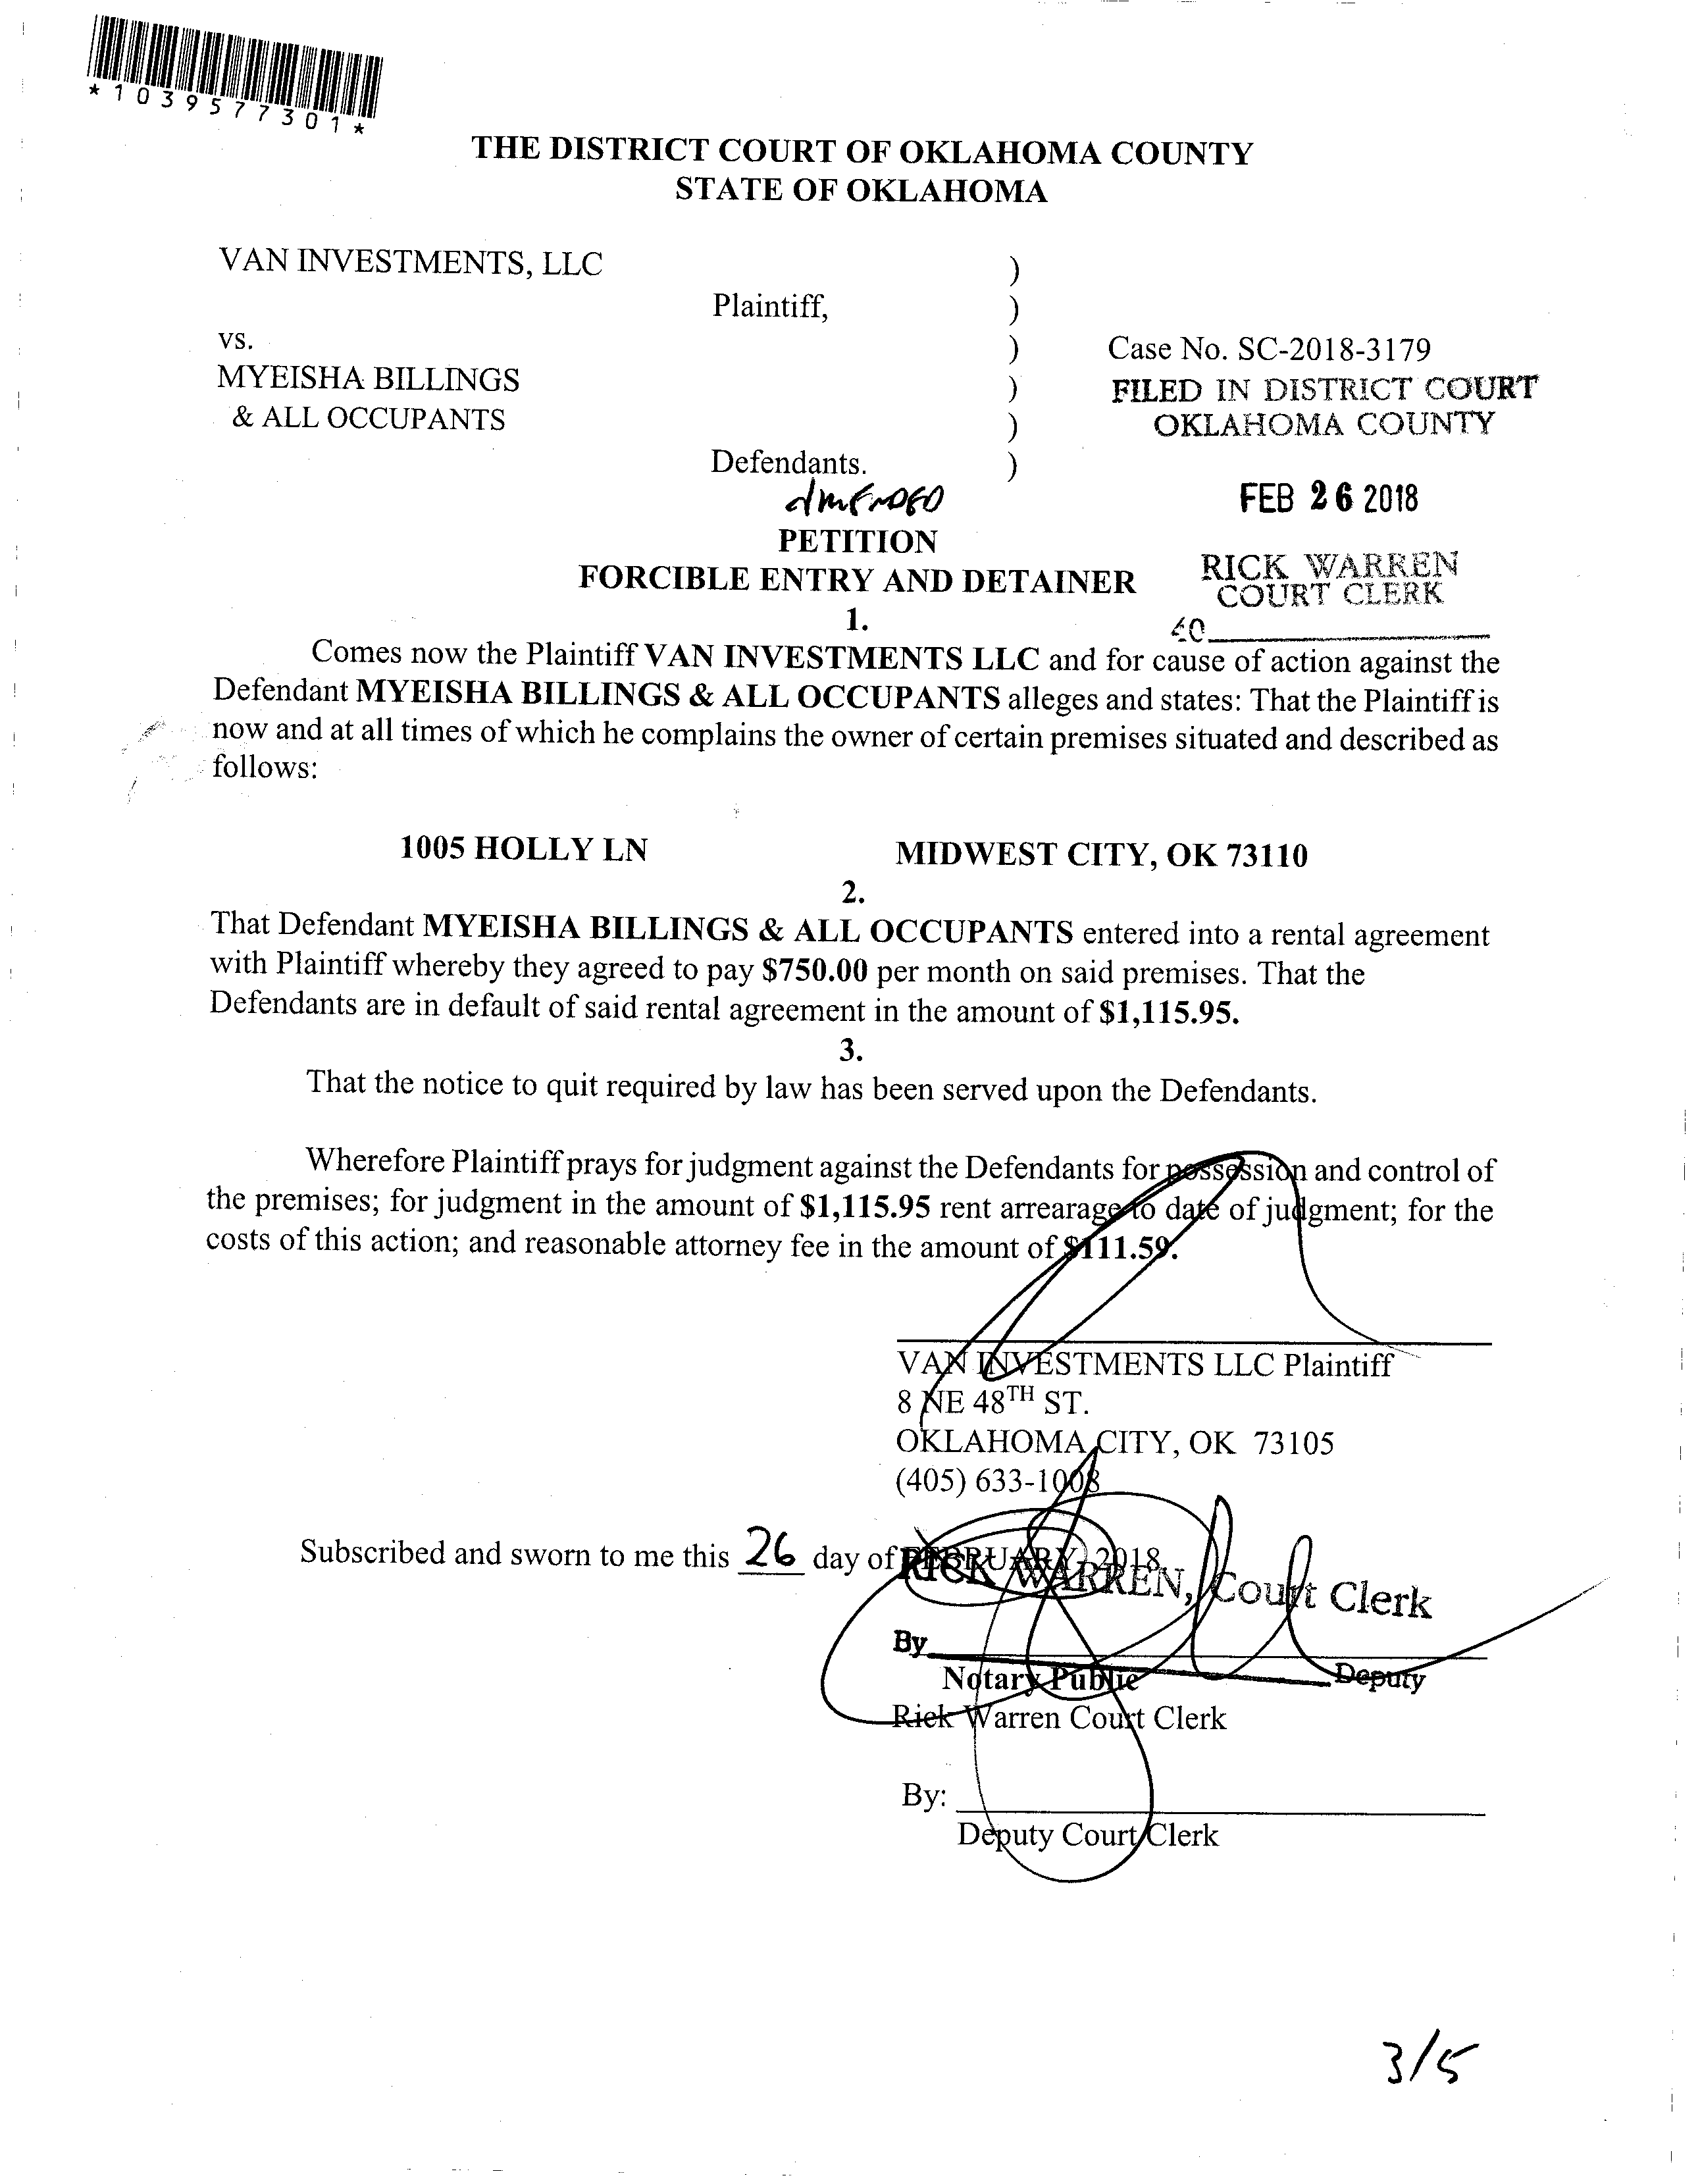 *1039577301*
THE DISTRICT COURT OF OKLAHOMA COUNTY
STATE OF OKLAHOMA
VAN INVESTMENTS, LLC )
Plaintiff, )
vs. ) Case No. SC-2018-3179
MYEISHA BILLINGS ) FILED IN DISTRICT COURT
& ALL OCCUPANTS ) OKLAHOMA COUNTY
Defendants. )
FEB 26 2018
PETITION
FORCIBLE ENTRY AND DETAINER
RICK WARREN
COURT CLERK
1.
Comes now the Plaintiff VAN INVESTMENTS LLC and for cause of action against the
Defendant MYEISHA BILLINGS & ALL OCCUPANTS alleges and states: That the Plaintiff is
now and at all times of which he complains the owner of certain premises situated and described as
follows:
1005 HOLLY LN MIDWEST CITY, OK 73110
2.
That Defendant MYEISHA BILLINGS & ALL OCCUPANTS entered into a rental agreement
with Plaintiff whereby they agreed to pay $750.00 per month on said premises. That the
Defendants are in default of said rental agreement in the amount of $1,115.95.
3.
That the notice to quit required by law has been served upon the Defendants.
Wherefore Plaintiff prays for judgment against the Defendants for possession and control of
the premises; for judgment in the amount of $1,115.95 rent arrearage to date of judgment; for the
costs of this action; and reasonable attorney fee in the amount of $111.59.
VAN INVESTMENTS LLC Plaintiff
8 NE 48TH ST.
OKLAHOMA CITY, OK 73105
(405) 633-1008
Subscribed and sworn to me this 26 day of FEBRUARY, 2018
RICK WARREN, Court Clerk
By
Notary Public Deputy
Rick Warren Court Clerk
By:
Deputy Court Clerk
3/5